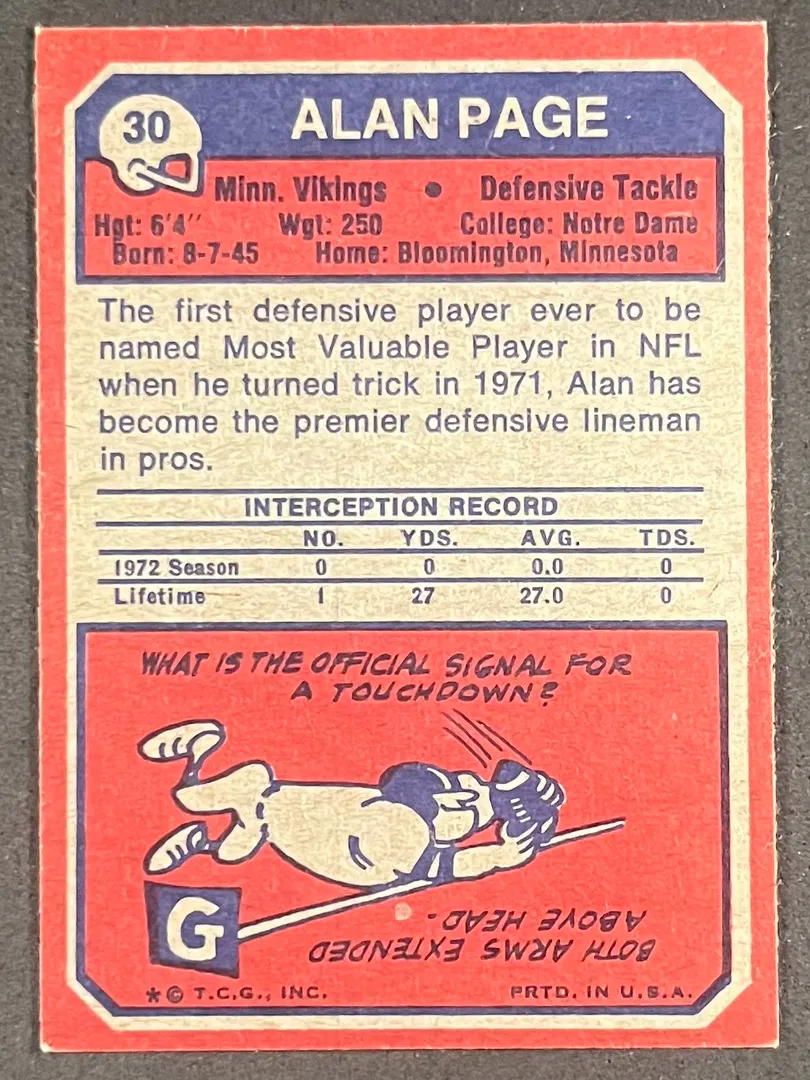 30
ALAN PAGE
Minn. Vikings • Defensive Tackle
Hgt: 6'4" Wgt: 250 College: Notre Dame
Born: 8-7-45 Home: Bloomington, Minnesota
The first defensive player ever to be
named Most Valuable Player in NFL
when he turned trick in 1971, Alan has
become the premier defensive lineman
in pros.
INTERCEPTION RECORD
NO. YDS. AVG. TDS.
1972 Season 0 0 0.0 0
Lifetime 1 27 27.0 0
WHAT IS THE OFFICIAL SIGNAL FOR
A TOUCHDOWN?
G
BOTH ARMS EXTENDED
ABOVE HEAD.
*© T.C.G., INC. PRTD. IN U.S.A.